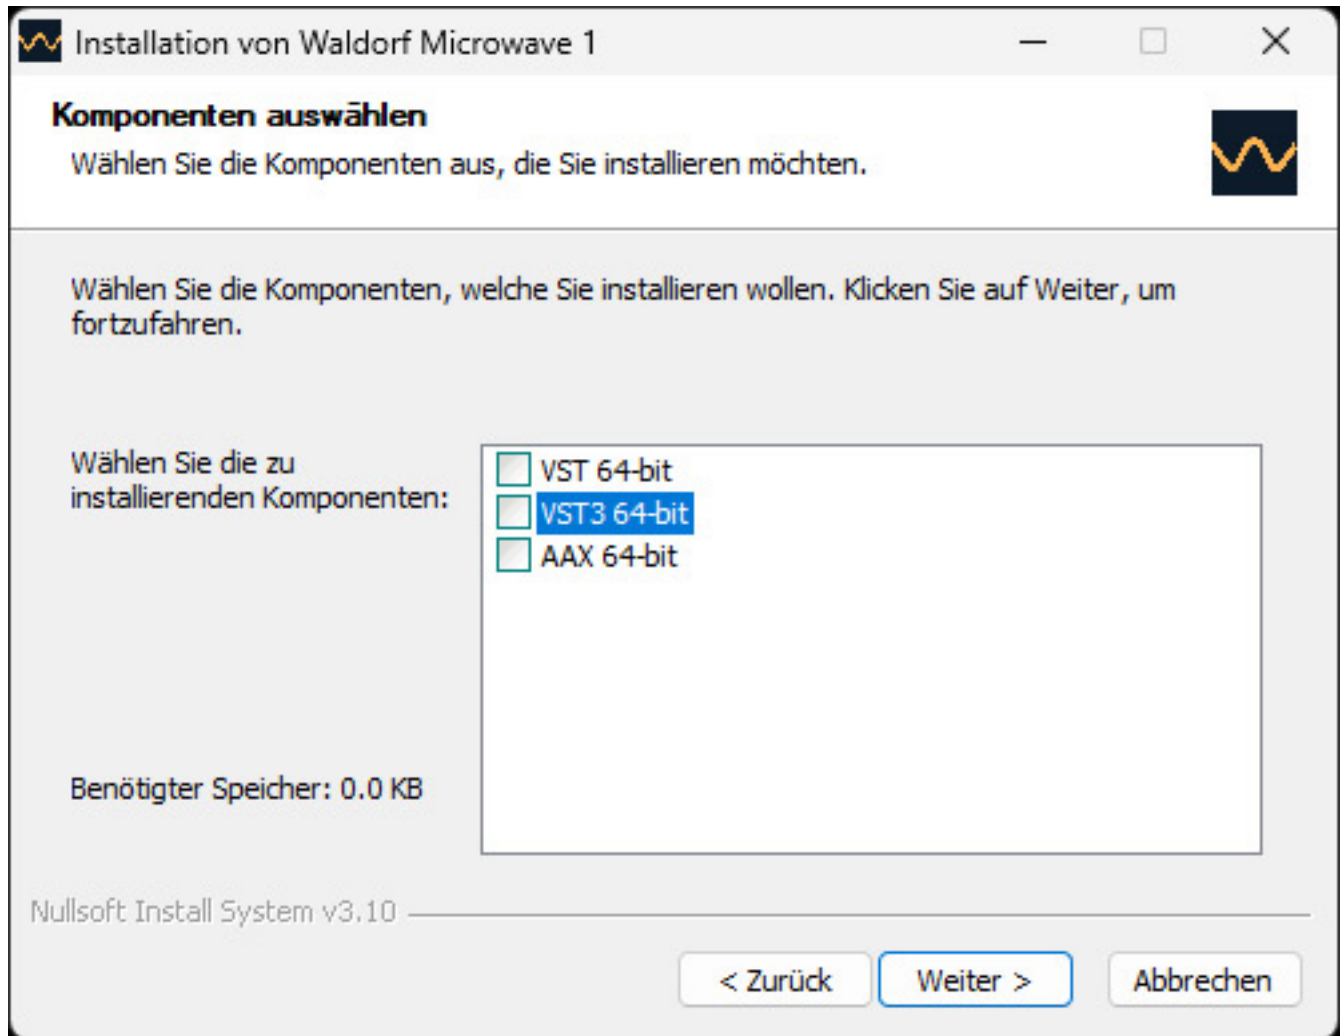 Installation von Waldorf Microwave 1
Komponenten auswählen
Wählen Sie die Komponenten aus, die Sie installieren möchten.
Wählen Sie die Komponenten, welche Sie installieren wollen. Klicken Sie auf Weiter, um
fortzufahren.
Wählen Sie die zu
installierenden Komponenten:
VST 64-bit
VST3 64-bit
AAX 64-bit
Benötigter Speicher: 0.0 KB
Nullsoft Install System v3.10
< Zurück
Weiter >
Abbrechen